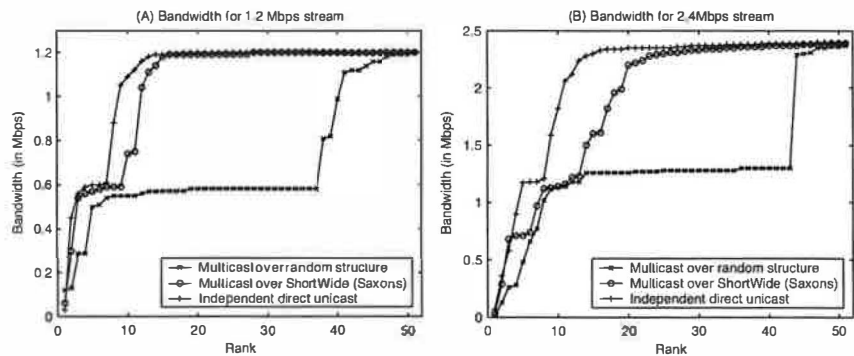 (A) Bandwidth for 1.2 Mbps stream
Bandwidth (in Mbps)
1.2
1
0.8
0.6
0.4
0.2
0
0
10
20
30
40
50
Rank
Multicast over random structure
Multicast over ShortWide (Saxons)
Independent direct unicast
(B) Bandwidth for 2.4Mbps stream
Bandwidth (in Mbps)
2.5
2
1.5
1
0.5
0
0
10
20
30
40
50
Rank
Multicast over random structure
Multicast over ShortWide (Saxons)
Independent direct unicast